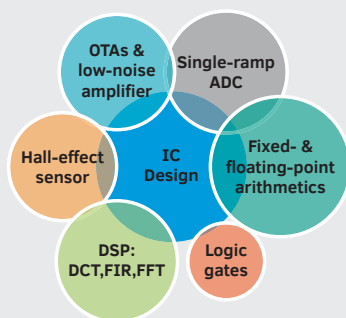 OTAs &
low-noise
amplifier
Single-ramp
ADC
Hall-effect
sensor
IC
Design
Fixed- &
floating-point
arithmetics
DSP:
DCT,FIR,FFT
Logic
gates